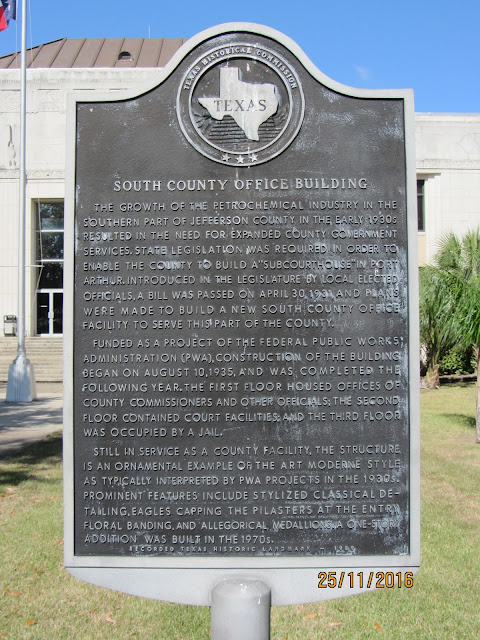 TEXAS HISTORICAL COMMISSION
TEXAS
SOUTH COUNTY OFFICE BUILDING
THE GROWTH OF THE PETROCHEMICAL INDUSTRY IN THE
SOUTHERN PART OF JEFFERSON COUNTY IN THE EARLY 1930s
RESULTED IN THE NEED FOR EXPANDED COUNTY GOVERNMENT
SERVICES. STATE LEGISLATION WAS REQUIRED IN ORDER TO
ENABLE THE COUNTY TO BUILD A "SUBCOURTHOUSE" IN PORT
ARTHUR. INTRODUCED IN THE LEGISLATURE BY LOCAL ELECTED
OFFICIALS, A BILL WAS PASSED ON APRIL 30, 1931, AND PLANS
WERE MADE TO BUILD A NEW SOUTH COUNTY OFFICE
FACILITY TO SERVE THIS PART OF THE COUNTY.
FUNDED AS A PROJECT OF THE FEDERAL PUBLIC WORKS
ADMINISTRATION (PWA), CONSTRUCTION OF THE BUILDING
BEGAN ON AUGUST 10, 1935, AND WAS COMPLETED THE
FOLLOWING YEAR. THE FIRST FLOOR HOUSED OFFICES OF
COUNTY COMMISSIONERS AND OTHER OFFICIALS; THE SECOND
FLOOR CONTAINED COURT FACILITIES; AND THE THIRD FLOOR
WAS OCCUPIED BY A JAIL.
STILL IN SERVICE AS A COUNTY FACILITY, THE STRUCTURE
IS AN ORNAMENTAL EXAMPLE OF THE ART MODERNE STYLE
AS TYPICALLY INTERPRETED BY PWA PROJECTS IN THE 1930s.
PROMINENT FEATURES INCLUDE STYLIZED CLASSICAL DE-
TAILING, EAGLES CAPPING THE PILASTERS AT THE ENTRY,
FLORAL BANDING, AND ALLEGORICAL MEDALLIONS. A ONE-STORY
ADDITION WAS BUILT IN THE 1970s.
RECORDED TEXAS HISTORIC LANDMARK
25/11/2016